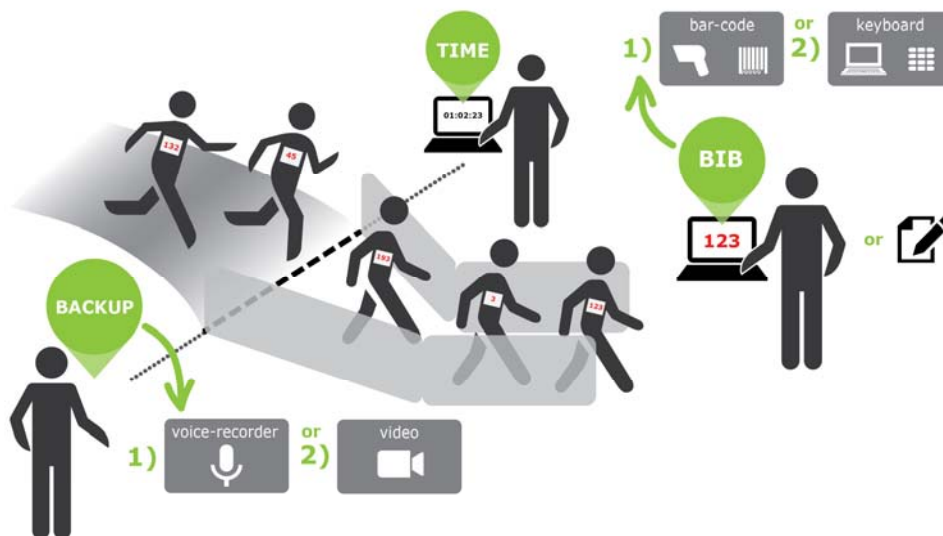 bar-code
or
keyboard
1)
2)
TIME
01:02:23
132
45
BIB
123
or
193
3
123
BACKUP
voice-recorder
or
video
1)
2)